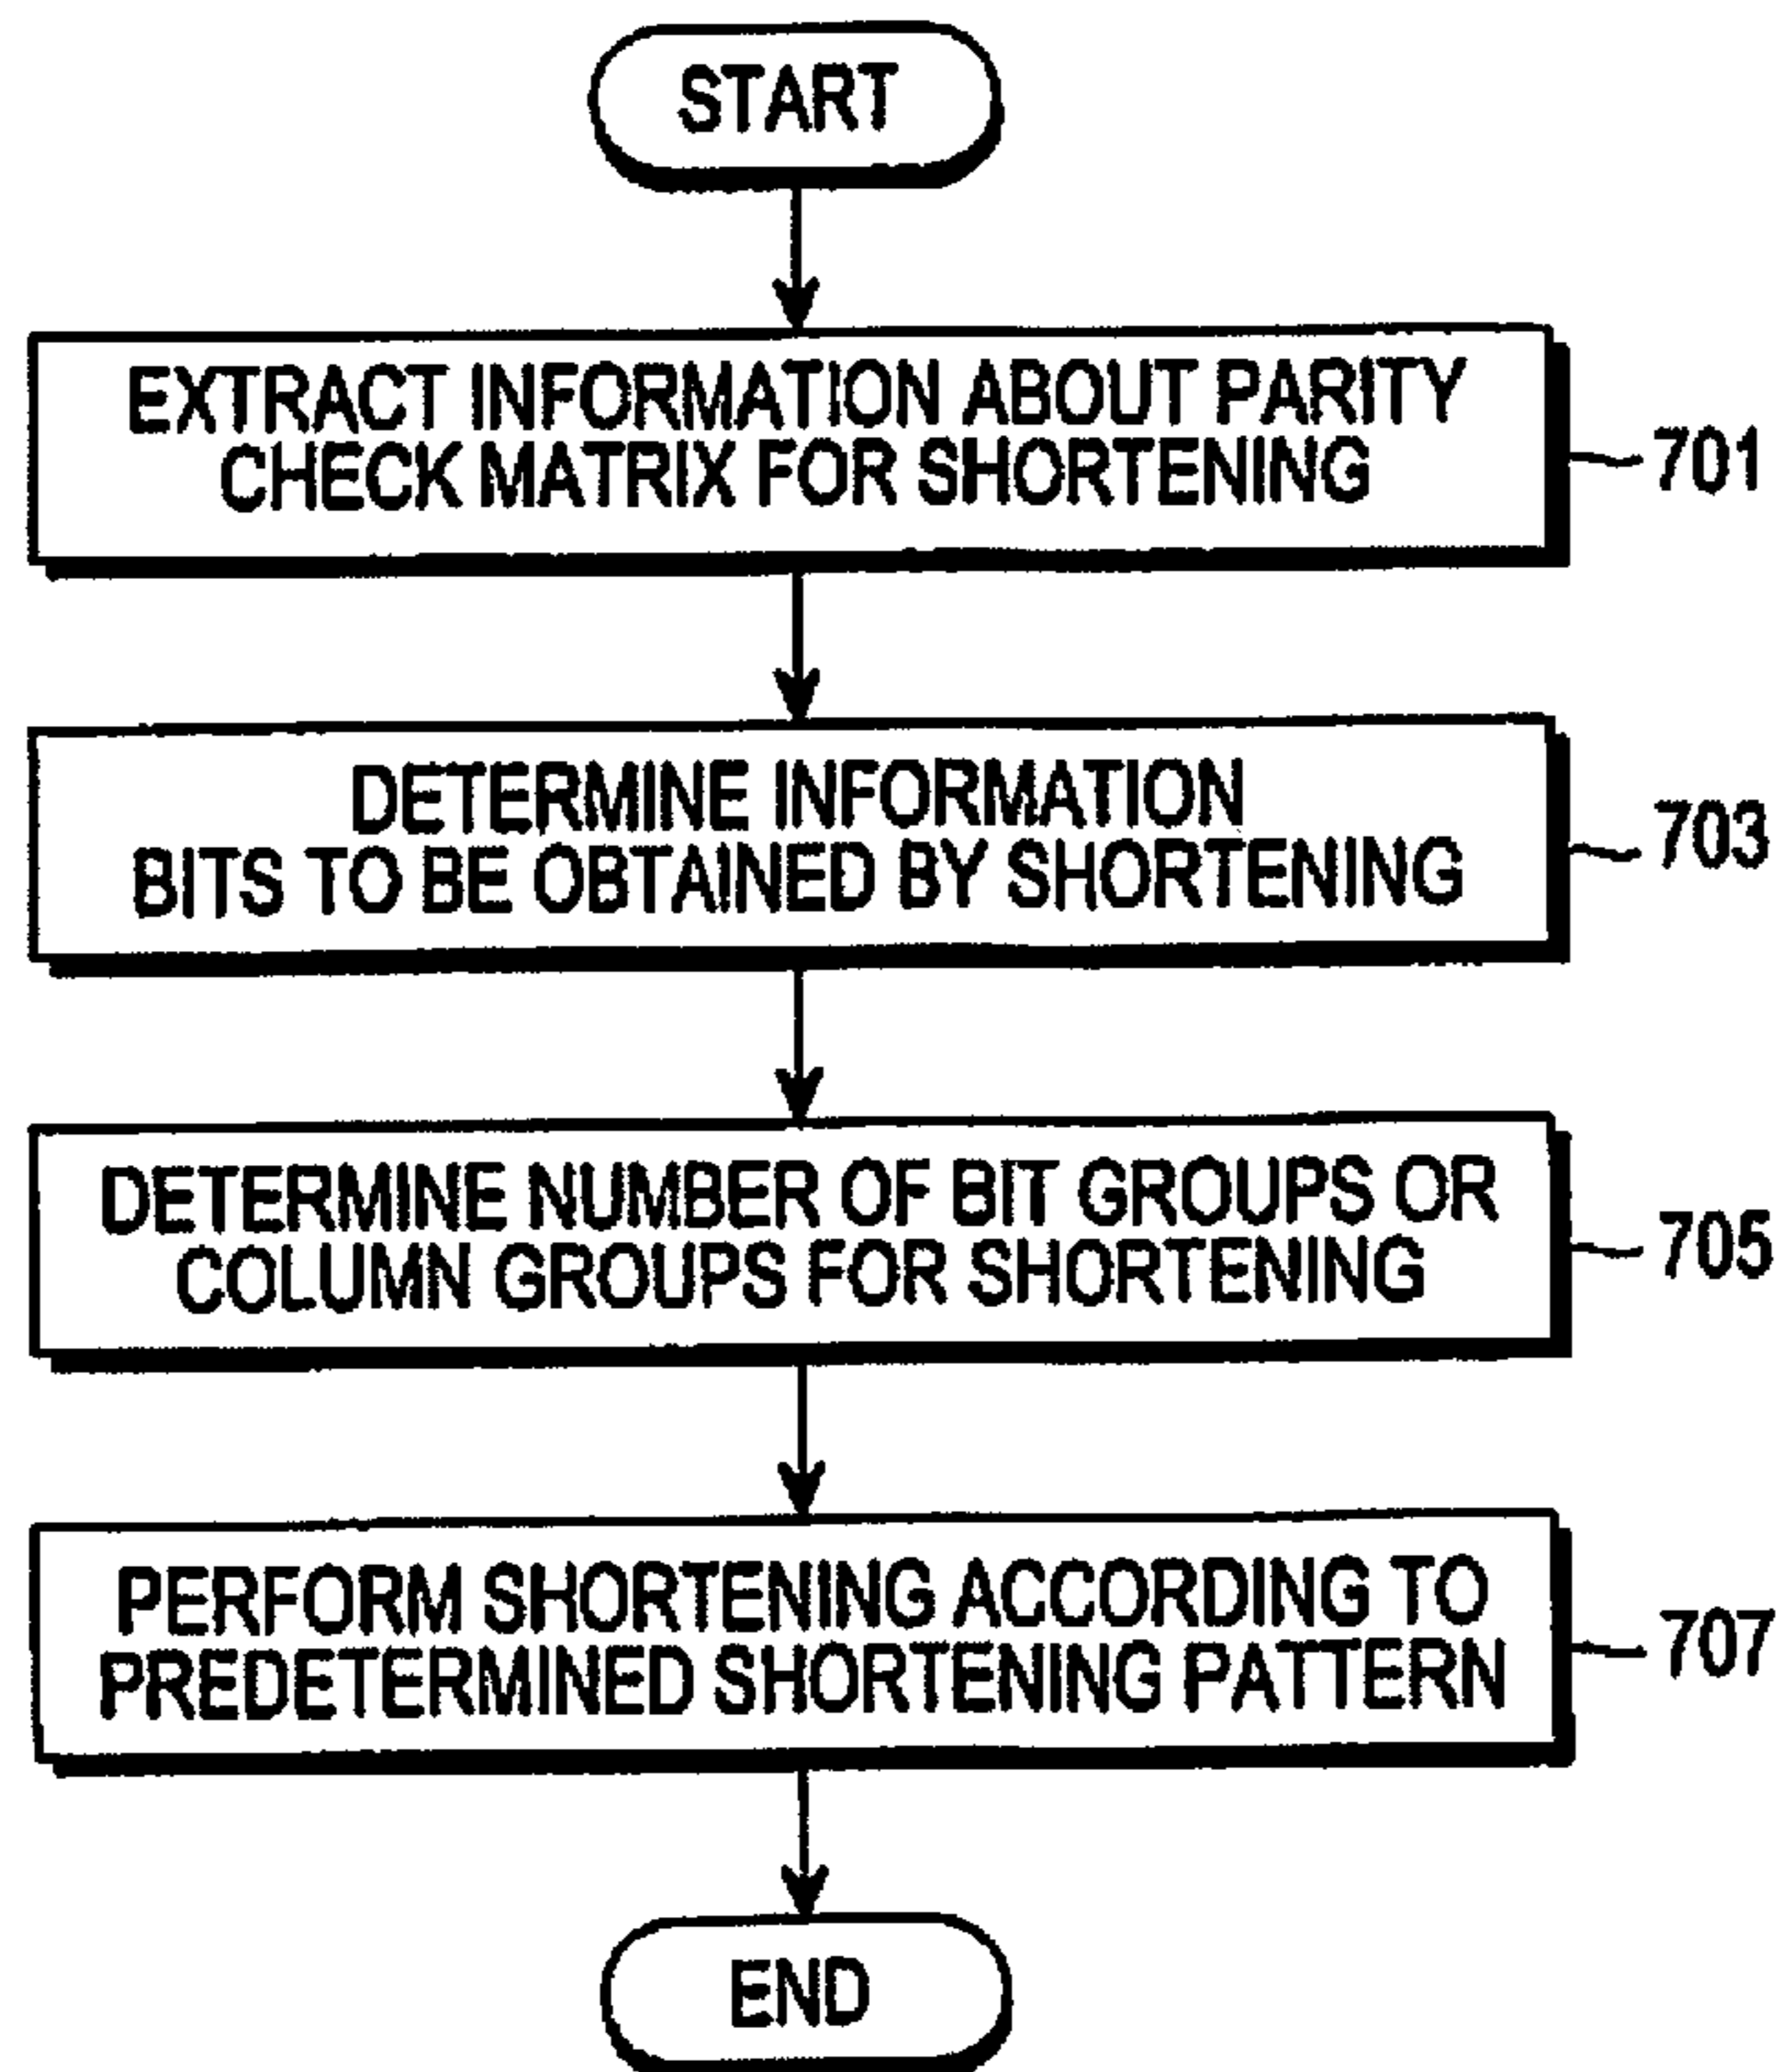 START
EXTRACT INFORMATION ABOUT PARITY
CHECK MATRIX FOR SHORTENING
701
DETERMINE INFORMATION
BITS TO BE OBTAINED BY SHORTENING
703
DETERMINE NUMBER OF BIT GROUPS OR
COLUMN GROUPS FOR SHORTENING
705
PERFORM SHORTENING ACCORDING TO
PREDETERMINED SHORTENING PATTERN
707
END